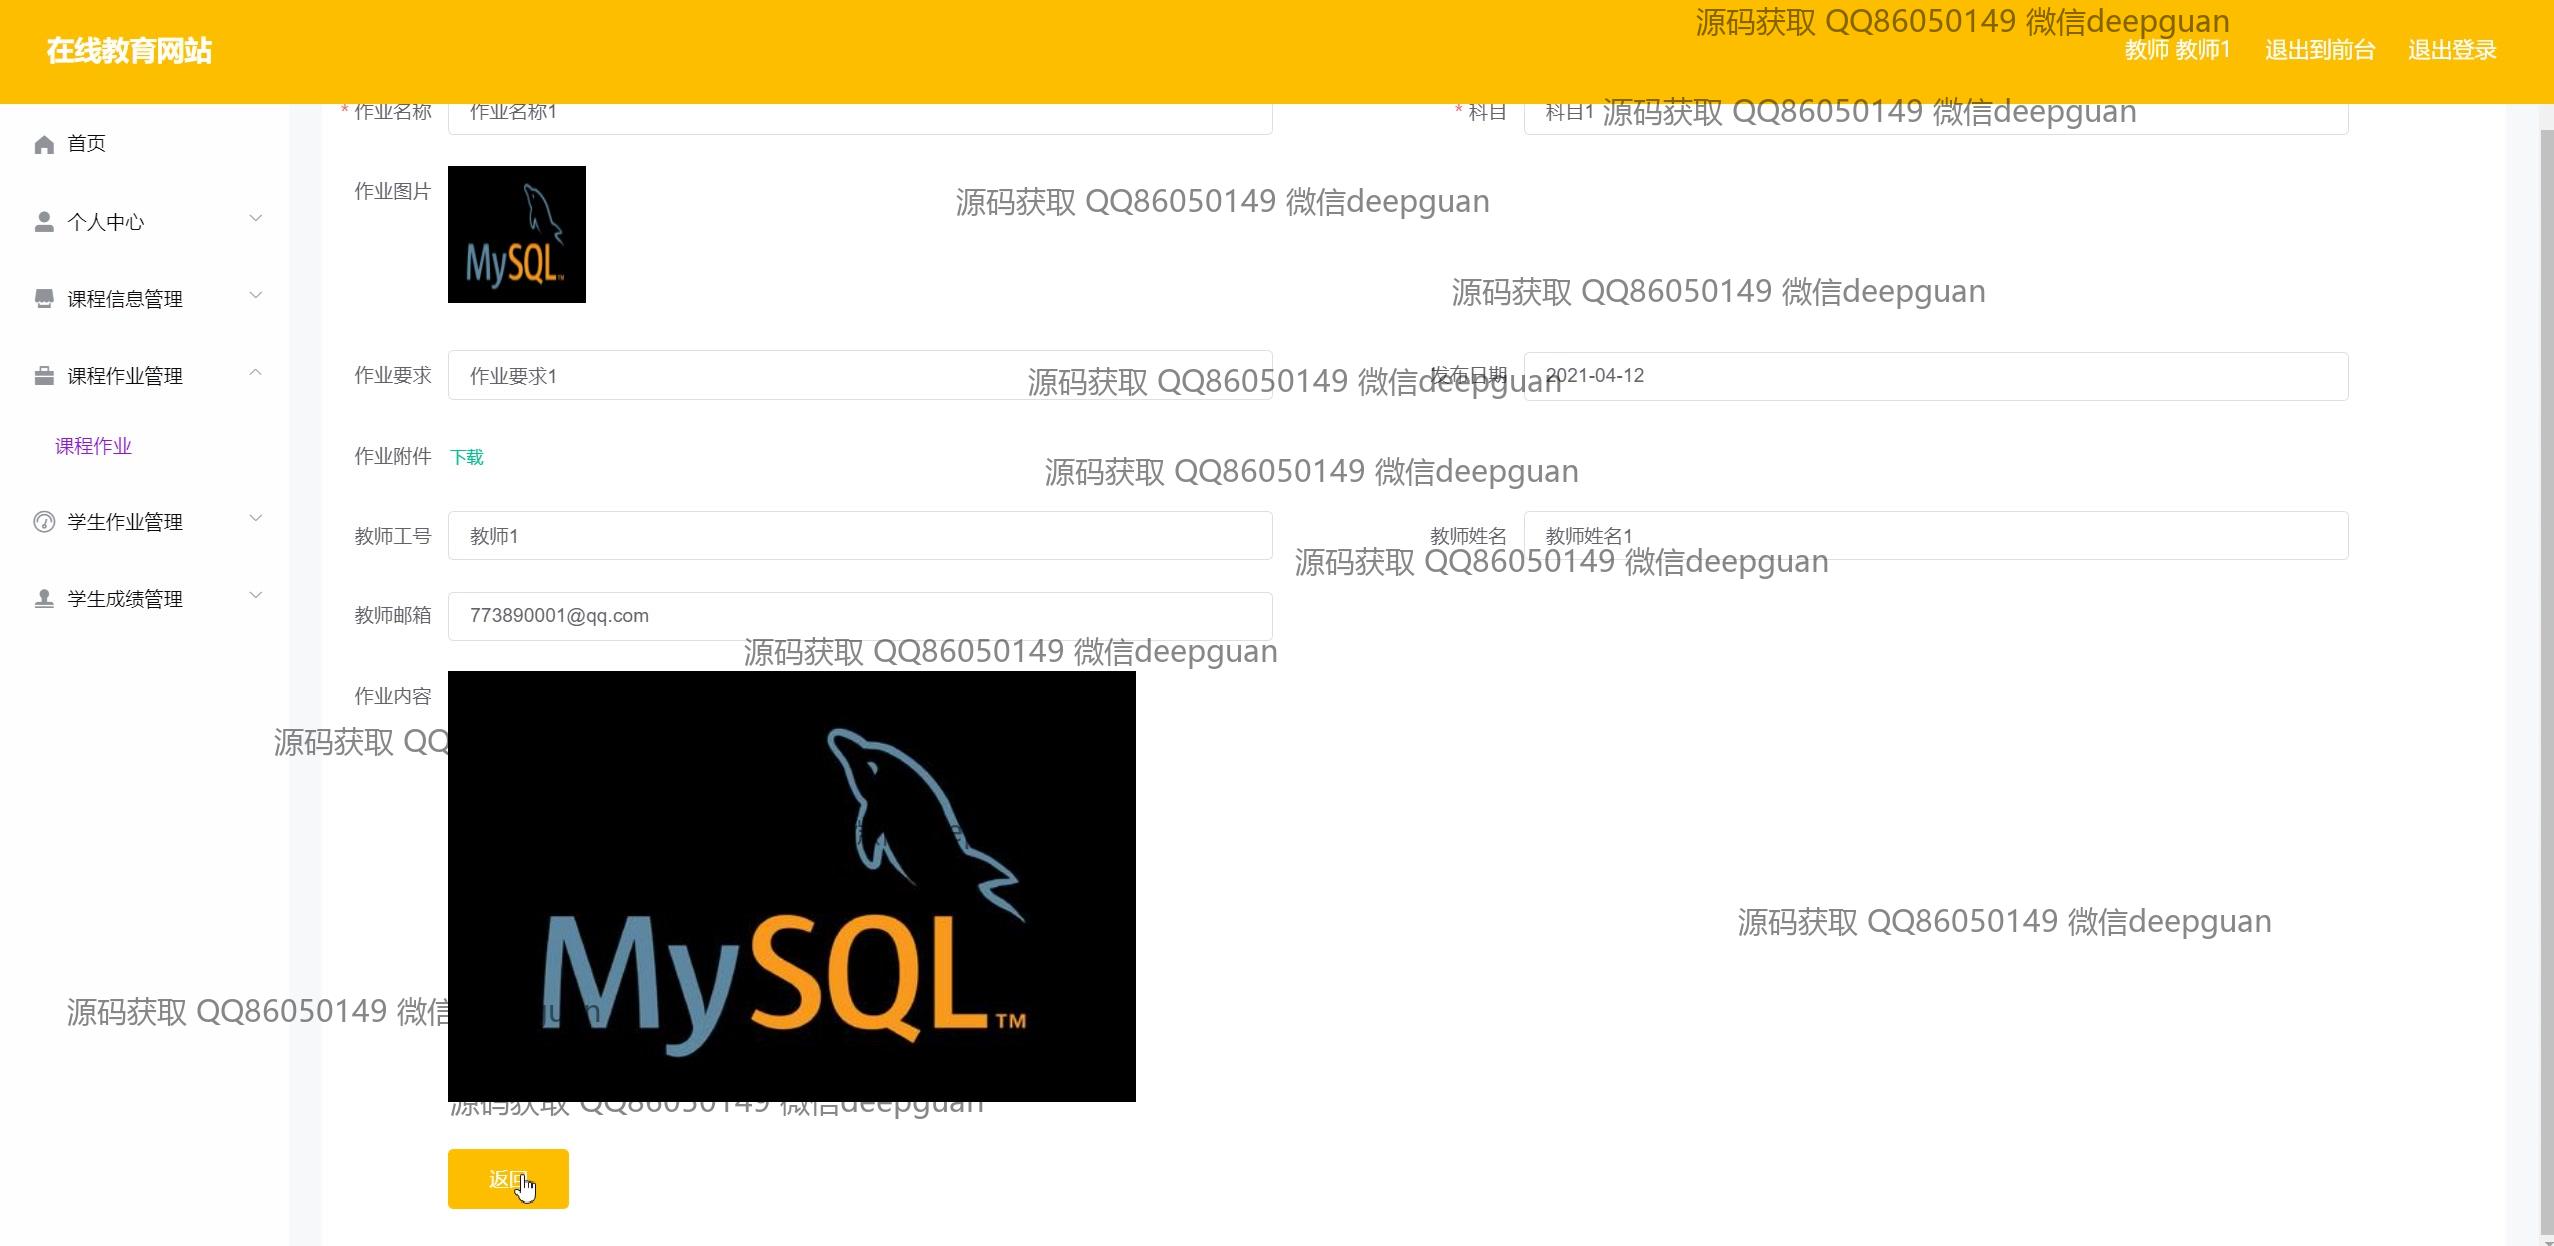 源码获取 QQ86050149 微信deepguan
在线教育网站
教师 教师1 退出到前台 退出登录
* 作业名称 作业名称1 * 科目 科目1
源码获取 QQ86050149 微信deepguan
首页
作业图片
MySQL™
源码获取 QQ86050149 微信deepguan
个人中心
源码获取 QQ86050149 微信deepguan
课程信息管理
课程作业管理
作业要求 作业要求1 发布日期 2021-04-12
源码获取 QQ86050149 微信deepguan
课程作业
作业附件 下载
源码获取 QQ86050149 微信deepguan
学生作业管理
教师工号 教师1 教师姓名 教师姓名1
源码获取 QQ86050149 微信deepguan
学生成绩管理
教师邮箱 773890001@qq.com
源码获取 QQ86050149 微信deepguan
作业内容
源码获取 QQ
MySQL™
源码获取 QQ86050149 微信deepguan
源码获取 QQ86050149 微信
源码获取 QQ86050149 微信deepguan
返回